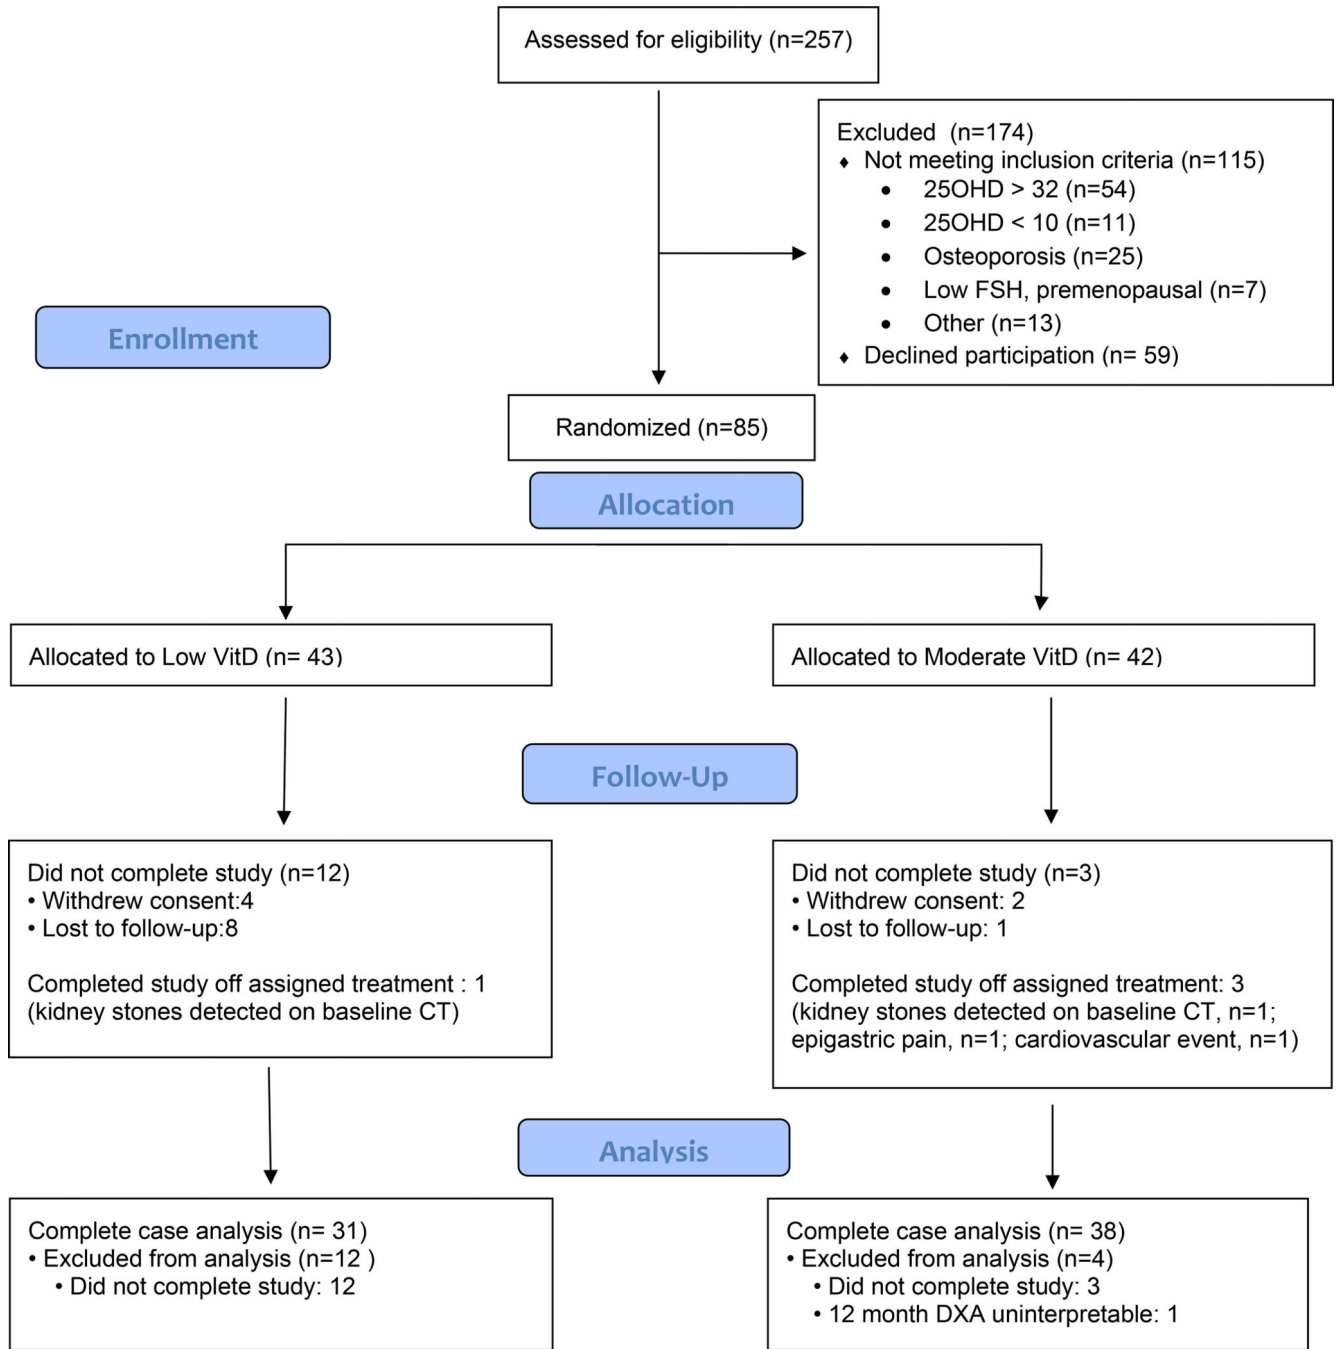 Assessed for eligibility (n=257)
Excluded  (n=174)
♦ Not meeting inclusion criteria (n=115)
• 25OHD > 32 (n=54)
• 25OHD < 10 (n=11)
• Osteoporosis (n=25)
• Low FSH, premenopausal (n=7)
• Other (n=13)
♦ Declined participation (n= 59)
Enrollment
Randomized (n=85)
Allocation
Allocated to Low VitD (n= 43)
Allocated to Moderate VitD (n= 42)
Follow-Up
Did not complete study (n=12)
• Withdrew consent:4
• Lost to follow-up:8
Completed study off assigned treatment : 1
(kidney stones detected on baseline CT)
Did not complete study (n=3)
• Withdrew consent: 2
• Lost to follow-up: 1
Completed study off assigned treatment: 3
(kidney stones detected on baseline CT, n=1;
epigastric pain, n=1; cardiovascular event, n=1)
Analysis
Complete case analysis (n= 31)
• Excluded from analysis (n=12 )
• Did not complete study: 12
Complete case analysis (n= 38)
• Excluded from analysis (n=4)
• Did not complete study: 3
• 12 month DXA uninterpretable: 1